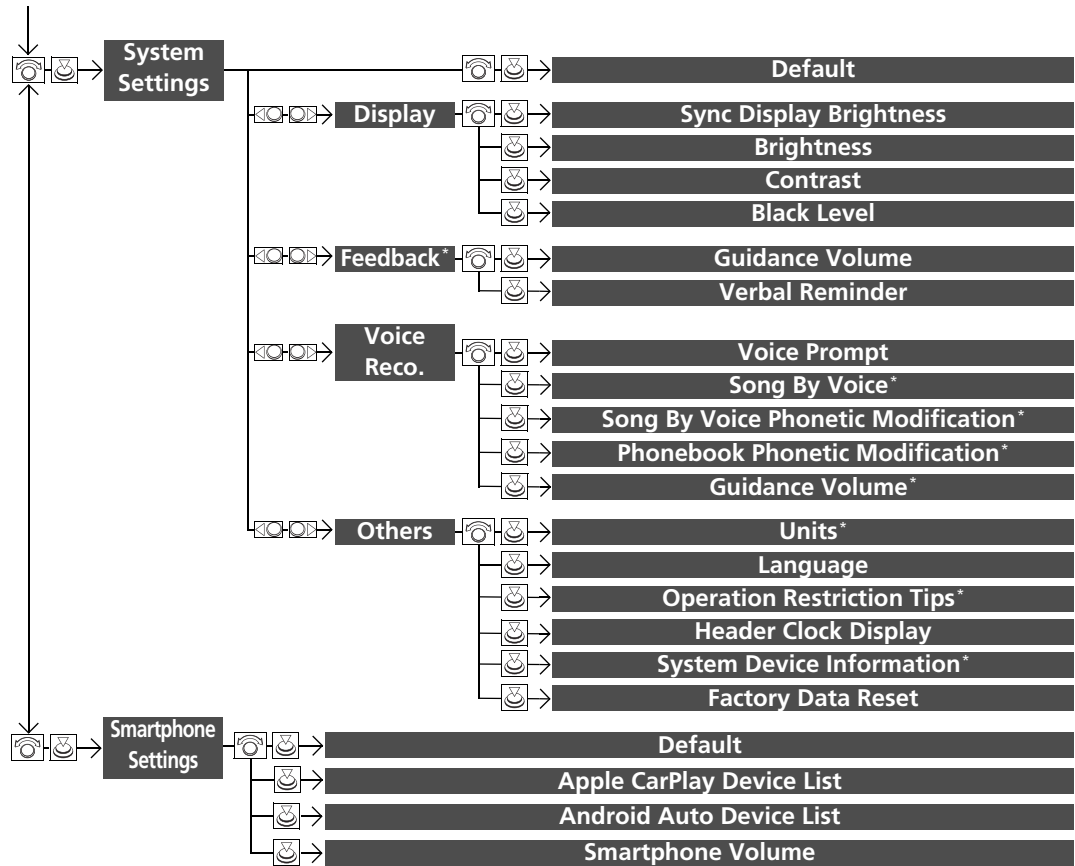 System
Settings
Default
Display
Sync Display Brightness
Brightness
Contrast
Black Level
Feedback*
Guidance Volume
Verbal Reminder
Voice
Reco.
Voice Prompt
Song By Voice*
Song By Voice Phonetic Modification*
Phonebook Phonetic Modification*
Guidance Volume*
Others
Units*
Language
Operation Restriction Tips*
Header Clock Display
System Device Information*
Factory Data Reset
Smartphone
Settings
Default
Apple CarPlay Device List
Android Auto Device List
Smartphone Volume